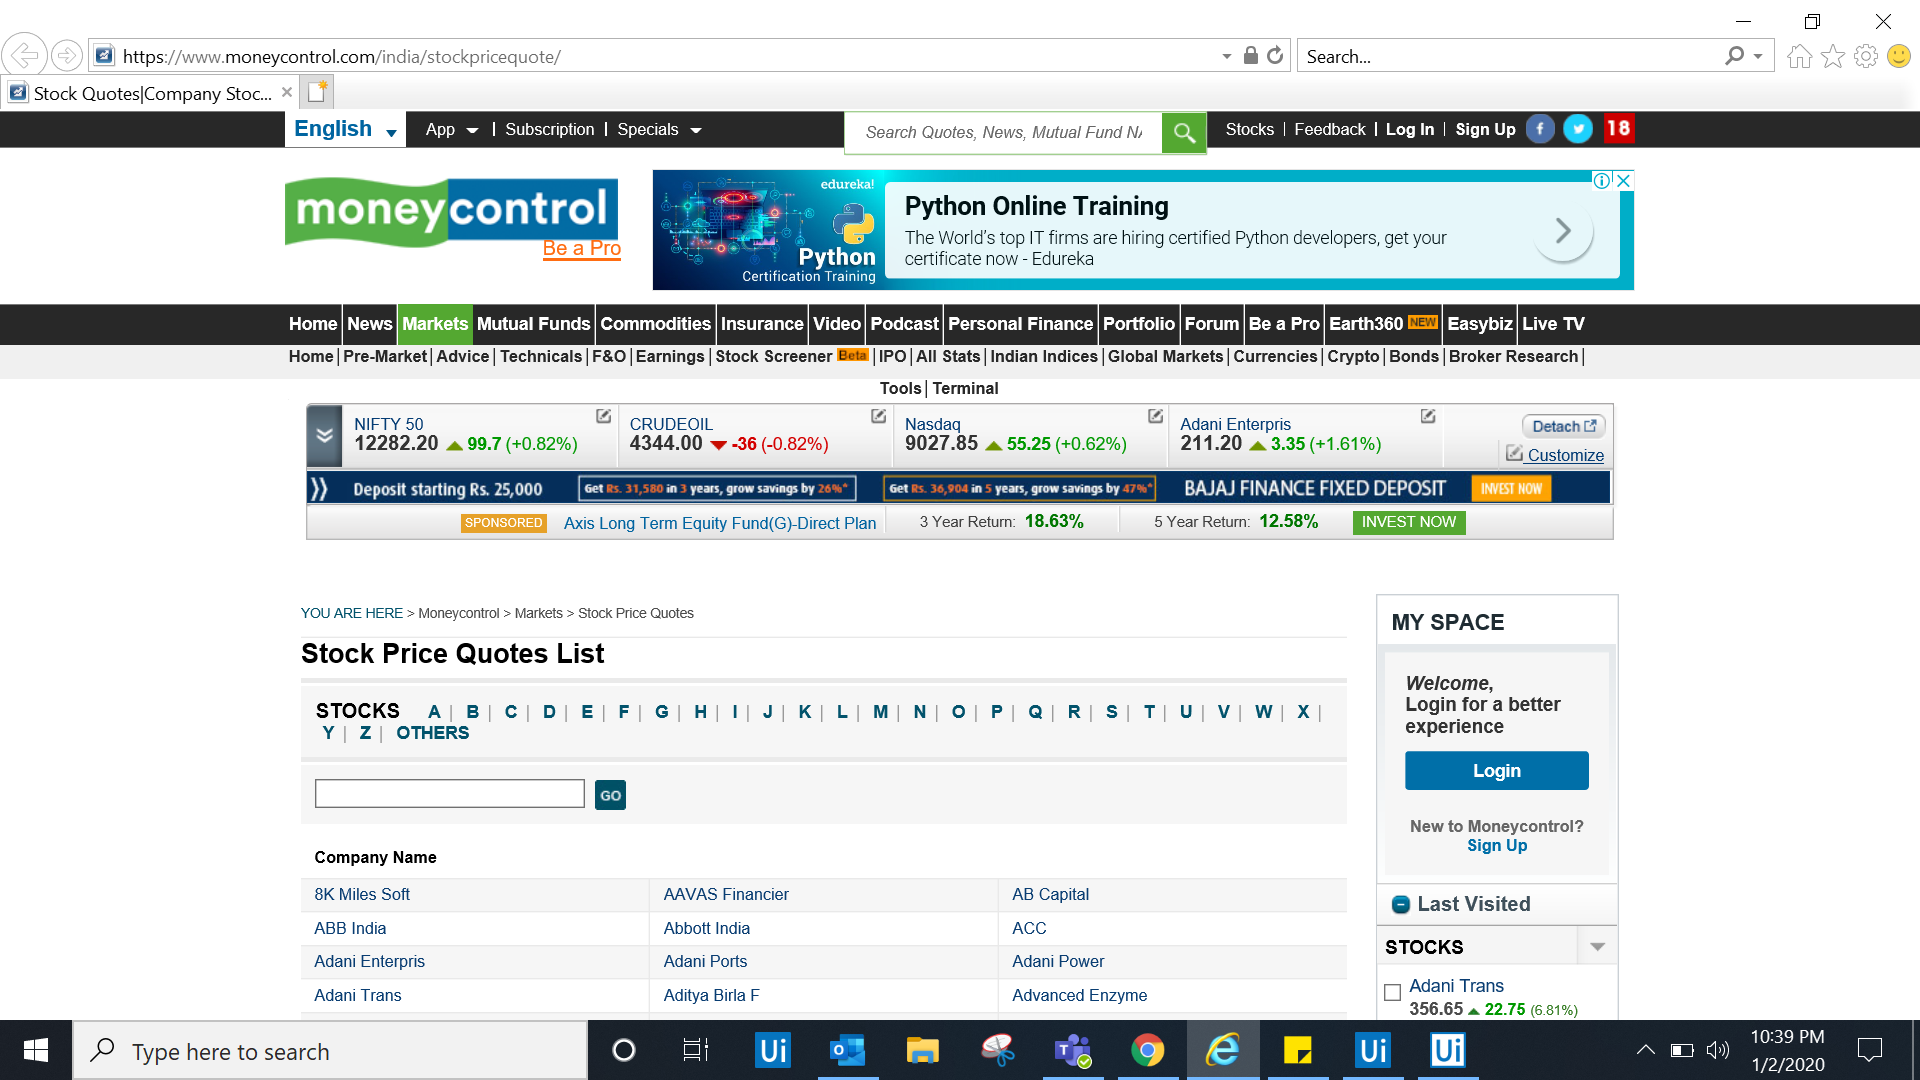 https://www.moneycontrol.com/india/stockpricequote/
Search...
Stock Quotes|Company Stoc...
English App | Subscription | Specials
Search Quotes, News, Mutual Fund NA
Stocks | Feedback | Log In | Sign Up f 18
moneycontrol
Be a Pro
edureka!
Python
Certification Training
Python Online Training
The World's top IT firms are hiring certified Python developers, get your
certificate now - Edureka
Home News Markets Mutual Funds Commodities Insurance Video Podcast Personal Finance Portfolio Forum Be a Pro Earth360 NEW Easybiz Live TV
Home | Pre-Market | Advice | Technicals | F&O | Earnings | Stock Screener Beta | IPO | All Stats | Indian Indices | Global Markets | Currencies | Crypto | Bonds | Broker Research |
Tools | Terminal
NIFTY 50
12282.20 99.7 (+0.82%)
CRUDEOIL
4344.00 -36 (-0.82%)
Nasdaq
9027.85 55.25 (+0.62%)
Adani Enterpris
211.20 3.35 (+1.61%)
Detach
Customize
Deposit starting Rs. 25,000 Get Rs. 31,580 in 3 years, grow savings by 26%* Get Rs. 36,904 in 5 years, grow savings by 47%* BAJAJ FINANCE FIXED DEPOSIT INVEST NOW
SPONSORED Axis Long Term Equity Fund(G)-Direct Plan 3 Year Return: 18.63% 5 Year Return: 12.58% INVEST NOW
YOU ARE HERE > Moneycontrol > Markets > Stock Price Quotes
Stock Price Quotes List
STOCKS A | B | C | D | E | F | G | H | I | J | K | L | M | N | O | P | Q | R | S | T | U | V | W | X |
Y | Z | OTHERS
GO
Company Name
8K Miles Soft AAVAS Financier AB Capital
ABB India Abbott India ACC
Adani Enterpris Adani Ports Adani Power
Adani Trans Aditya Birla F Advanced Enzyme
MY SPACE
Welcome,
Login for a better
experience
Login
New to Moneycontrol?
Sign Up
Last Visited
STOCKS
Adani Trans
356.65 22.75 (6.81%)
Type here to search
Ui
Ui
Ui
10:39 PM
1/2/2020